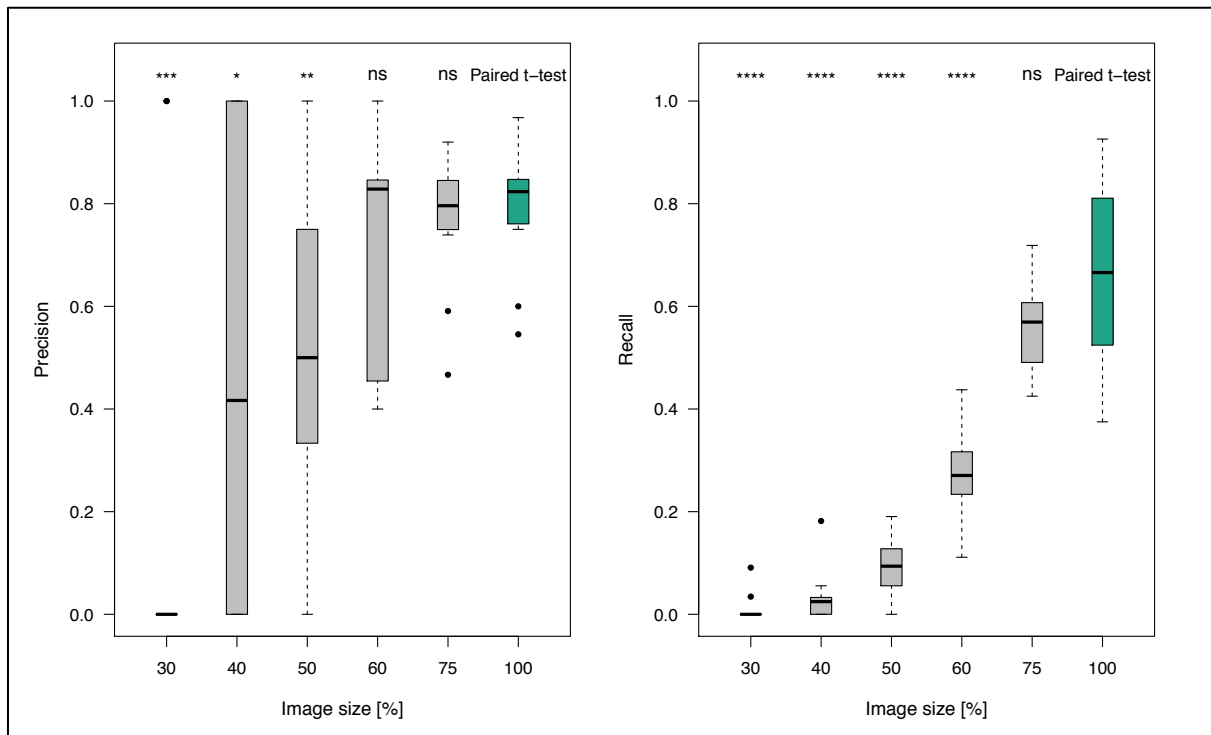 *** * ** ns ns Paired t−test
1.0
0.8
0.6
0.4
0.2
0.0
Precision
30 40 50 60 75 100
Image size [%]
**** **** **** **** ns Paired t−test
1.0
0.8
0.6
0.4
0.2
0.0
Recall
30 40 50 60 75 100
Image size [%]